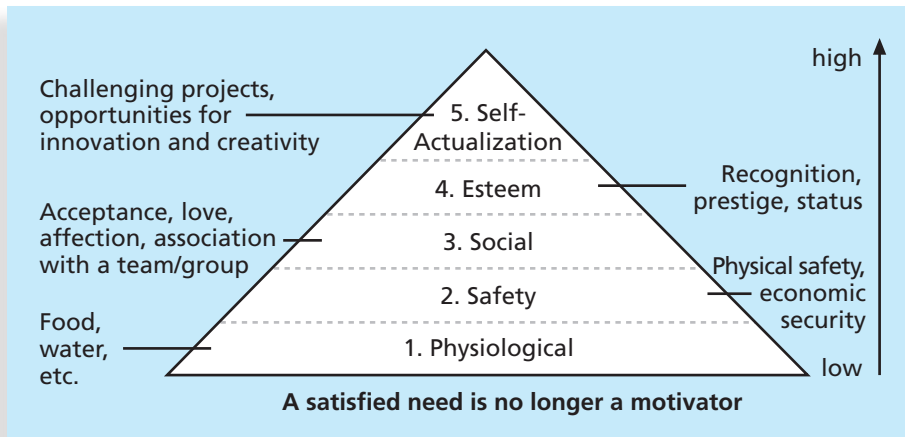 high
Challenging projects,
opportunities for
innovation and creativity
5. Self-
Actualization
4. Esteem
Recognition,
prestige, status
Acceptance, love,
affection, association
with a team/group
3. Social
Physical safety,
economic
security
2. Safety
Food,
water,
etc.
1. Physiological
low
A satisfied need is no longer a motivator